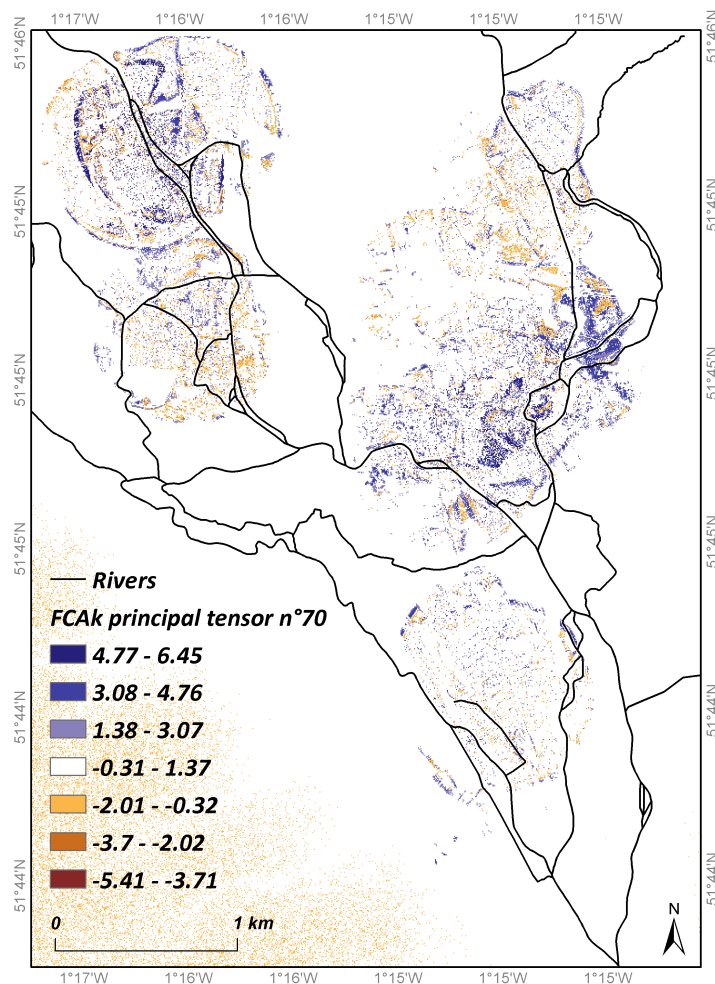 1°17'W 1°16'W 1°16'W 1°15'W 1°15'W 1°15'W
51°46'N 51°46'N
51°45'N 51°45'N
51°45'N 51°45'N
51°45'N 51°45'N
Rivers
FCAk principal tensor n°70
4.77 - 6.45
3.08 - 4.76
1.38 - 3.07
-0.31 - 1.37
-2.01 - -0.32
-3.7 - -2.02
-5.41 - -3.71
51°44'N 51°44'N
51°44'N 51°44'N
0 1 km
N
1°17'W 1°16'W 1°16'W 1°15'W 1°15'W 1°15'W